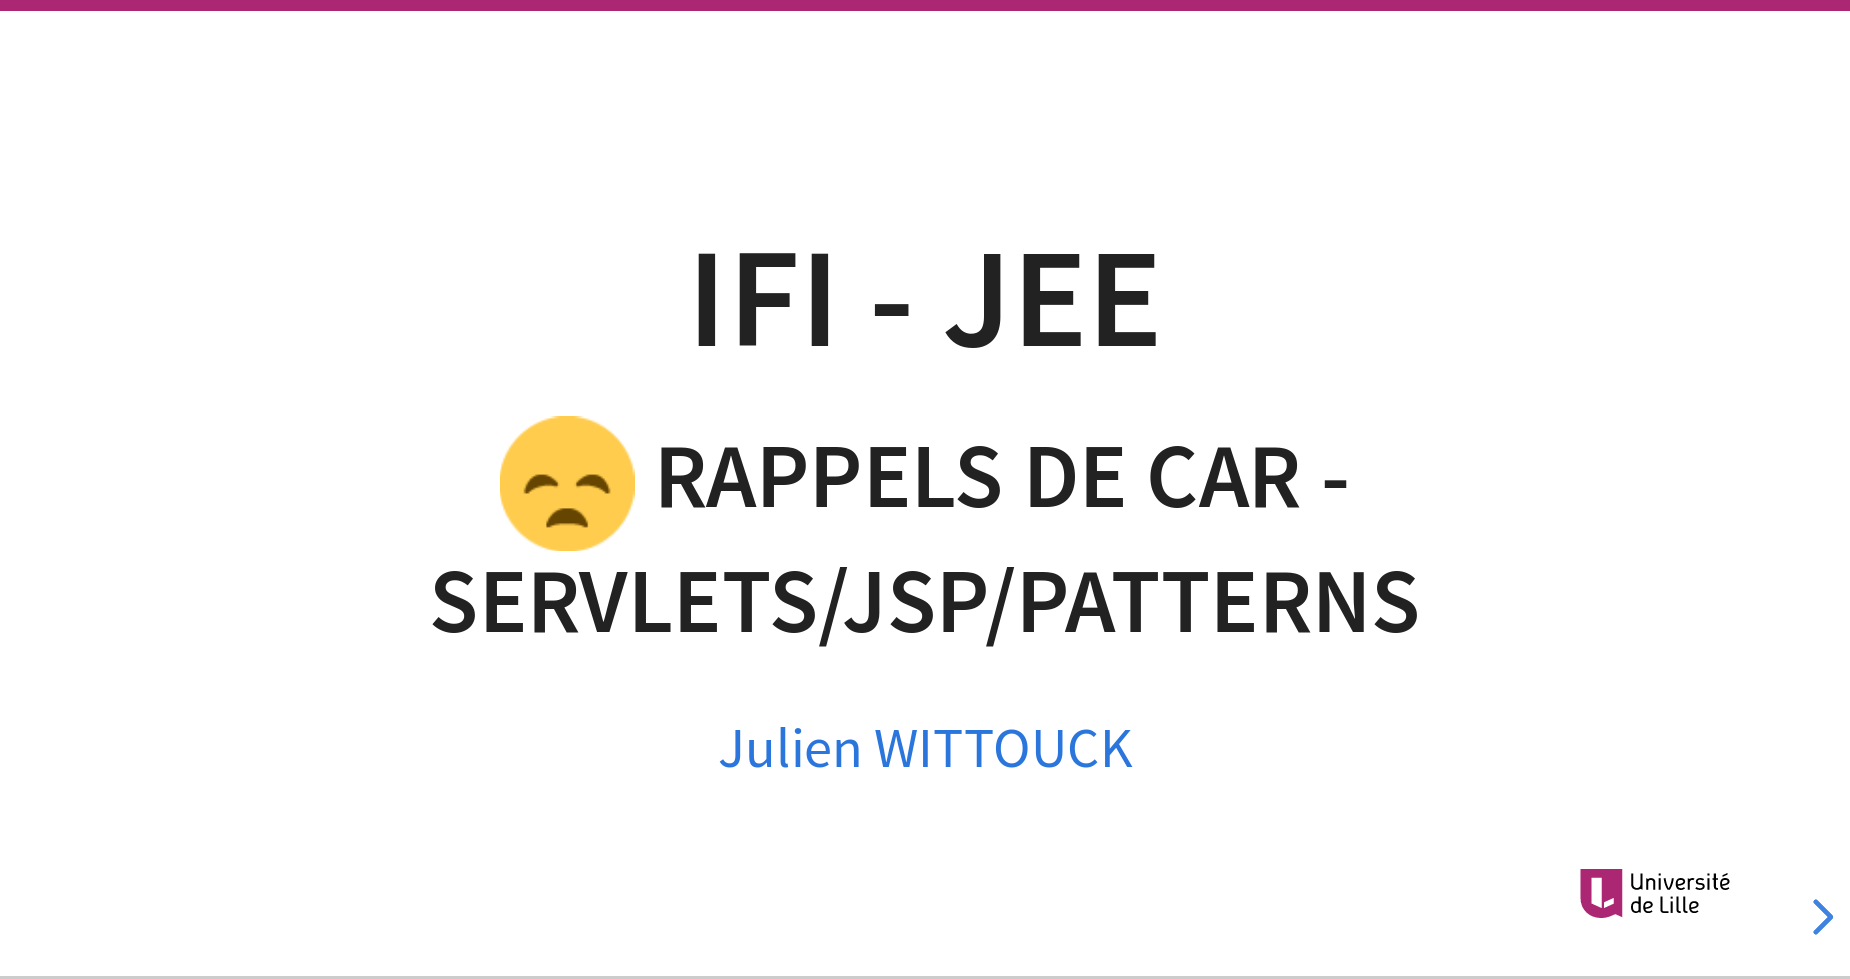 IFI - JEE
RAPPELS DE CAR -
SERVLETS/JSP/PATTERNS
Julien WITTOUCK
Université
de Lille